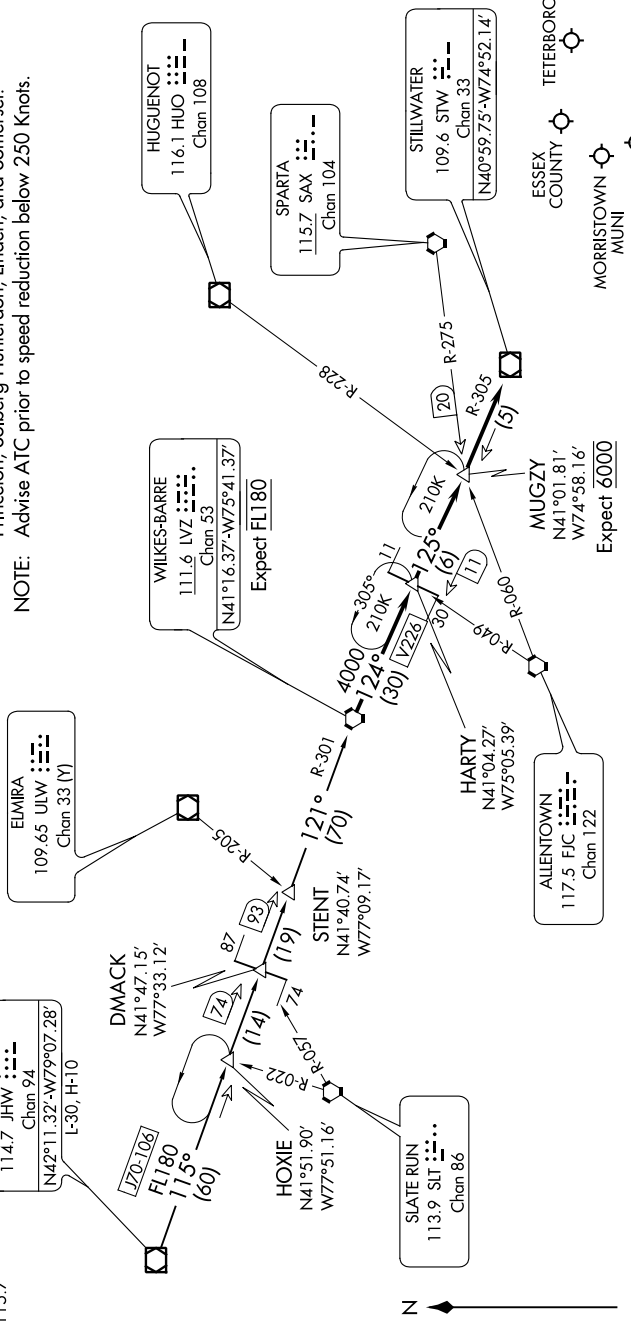 NOTE: Advise ATC prior to speed reduction below 250 Knots.
114.7 JHW
Chan 94
N42°11.32'-W79°07.28'
L-30, H-10
ELMIRA
109.65 ULW
Chan 33 (Y)
WILKES-BARRE
111.6 LVZ
Chan 53
N41°16.37'-W75°41.37'
Expect FL180
HUGUENOT
116.1 HUO
Chan 108
SPARTA
115.7 SAX
Chan 104
STILLWATER
109.6 STW
Chan 33
N40°59.75'-W74°52.14'
TETERBORO
ESSEX
COUNTY
MORRISTOWN
MUNI
J70-106
FL180
115°
(60)
HOXIE
N41°51.90'
W77°51.16'
74
(14)
DMACK
N41°47.15'
W77°33.12'
87
74
93
(19)
R-205
STENT
N41°40.74'
W77°09.17'
121°
(70)
R-301
4000
124°
(30)
V226
305°
210K
11
30
HARTY
N41°04.27'
W75°05.39'
210K
125°
(6)
11
R-228
20
R-275
R-305
(5)
MUGZY
N41°01.81'
W74°58.16'
Expect 6000
R-060
R-049
R-022
R-057
SLATE RUN
113.9 SLT
Chan 86
ALLENTOWN
117.5 FJC
Chan 122
N